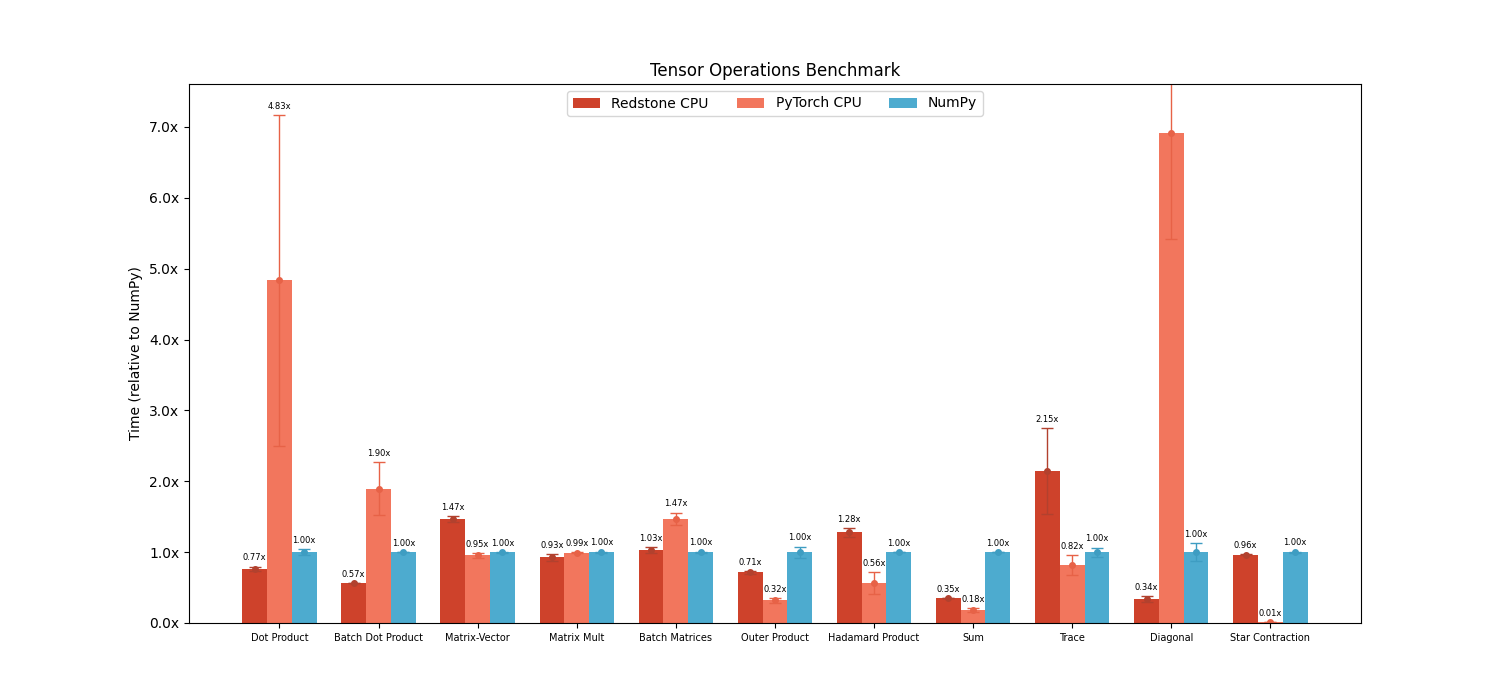 Tensor Operations Benchmark
Redstone CPU PyTorch CPU NumPy
Time (relative to NumPy)
7.0x
6.0x
5.0x
4.0x
3.0x
2.0x
1.0x
0.0x
0.77x 4.83x 1.00x
0.57x 1.90x 1.00x
1.47x 0.95x 1.00x
0.93x 0.99x 1.00x
1.03x 1.47x 1.00x
0.71x 0.32x 1.00x
1.28x 0.56x 1.00x
0.35x 0.18x 1.00x
2.15x 0.82x 1.00x
0.34x 1.00x
0.96x 0.01x 1.00x
Dot Product Batch Dot Product Matrix-Vector Matrix Mult Batch Matrices Outer Product Hadamard Product Sum Trace Diagonal Star Contraction